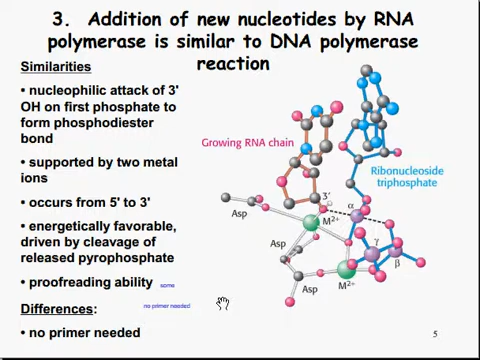 3. Addition of new nucleotides by RNA
polymerase is similar to DNA polymerase
reaction
Similarities
• nucleophilic attack of 3'
OH on first phosphate to
form phosphodiester
bond
• supported by two metal
ions
• occurs from 5' to 3'
• energetically favorable,
driven by cleavage of
released pyrophosphate
• proofreading ability some
no primer needed
Differences:
• no primer needed
Growing RNA chain
Ribonucleoside
triphosphate
3′
α
Asp
M²⁺
Asp
γ
β
Asp
M²⁺
5